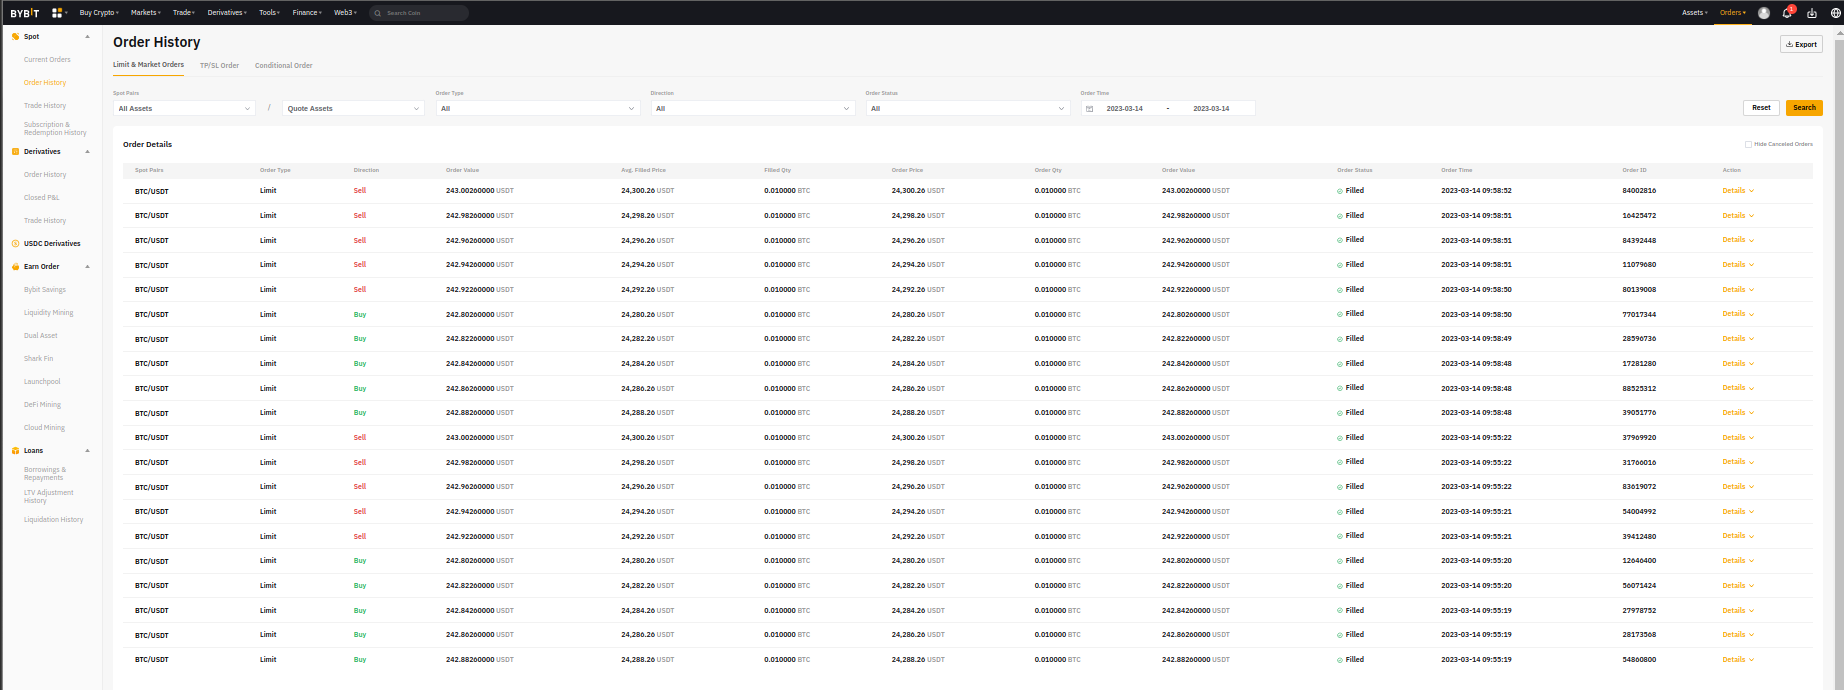 BYBIT Buy Crypto Markets Trade Derivatives Tools Finance Web3 Search Coin Assets Orders 1
Spot
Current Orders
Order History
Trade History
Subscription &
Redemption History
Derivatives
Order History
Closed P&L
Trade History
USDC Derivatives
Earn Order
Bybit Savings
Liquidity Mining
Dual Asset
Shark Fin
Launchpool
DeFi Mining
Cloud Mining
Loans
Borrowings &
Repayments
LTV Adjustment
History
Liquidation History
Order History
Export
Limit & Market Orders TP/SL Order Conditional Order
Spot Pairs Order Type Direction Order Status Order Time
All Assets / Quote Assets All All All 2023-03-14 - 2023-03-14 Reset Search
Order Details Hide Canceled Orders
Spot Pairs Order Type Direction Order Value Avg. Filled Price Filled Qty Order Price Order Qty Order Value Order Status Order Time Order ID Action
BTC/USDT Limit Sell 243.00260000 USDT 24,300.26 USDT 0.010000 BTC 24,300.26 USDT 0.010000 BTC 243.00260000 USDT Filled 2023-03-14 09:58:52 84002816 Details
BTC/USDT Limit Sell 242.98260000 USDT 24,298.26 USDT 0.010000 BTC 24,298.26 USDT 0.010000 BTC 242.98260000 USDT Filled 2023-03-14 09:58:51 16425472 Details
BTC/USDT Limit Sell 242.96260000 USDT 24,296.26 USDT 0.010000 BTC 24,296.26 USDT 0.010000 BTC 242.96260000 USDT Filled 2023-03-14 09:58:51 84392448 Details
BTC/USDT Limit Sell 242.94260000 USDT 24,294.26 USDT 0.010000 BTC 24,294.26 USDT 0.010000 BTC 242.94260000 USDT Filled 2023-03-14 09:58:51 11079680 Details
BTC/USDT Limit Sell 242.92260000 USDT 24,292.26 USDT 0.010000 BTC 24,292.26 USDT 0.010000 BTC 242.92260000 USDT Filled 2023-03-14 09:58:50 80139008 Details
BTC/USDT Limit Buy 242.80260000 USDT 24,280.26 USDT 0.010000 BTC 24,280.26 USDT 0.010000 BTC 242.80260000 USDT Filled 2023-03-14 09:58:50 77017344 Details
BTC/USDT Limit Buy 242.82260000 USDT 24,282.26 USDT 0.010000 BTC 24,282.26 USDT 0.010000 BTC 242.82260000 USDT Filled 2023-03-14 09:58:49 28596736 Details
BTC/USDT Limit Buy 242.84260000 USDT 24,284.26 USDT 0.010000 BTC 24,284.26 USDT 0.010000 BTC 242.84260000 USDT Filled 2023-03-14 09:58:48 17281280 Details
BTC/USDT Limit Buy 242.86260000 USDT 24,286.26 USDT 0.010000 BTC 24,286.26 USDT 0.010000 BTC 242.86260000 USDT Filled 2023-03-14 09:58:48 88525312 Details
BTC/USDT Limit Buy 242.88260000 USDT 24,288.26 USDT 0.010000 BTC 24,288.26 USDT 0.010000 BTC 242.88260000 USDT Filled 2023-03-14 09:58:48 39051776 Details
BTC/USDT Limit Sell 243.00260000 USDT 24,300.26 USDT 0.010000 BTC 24,300.26 USDT 0.010000 BTC 243.00260000 USDT Filled 2023-03-14 09:55:22 37969920 Details
BTC/USDT Limit Sell 242.98260000 USDT 24,298.26 USDT 0.010000 BTC 24,298.26 USDT 0.010000 BTC 242.98260000 USDT Filled 2023-03-14 09:55:22 31766016 Details
BTC/USDT Limit Sell 242.96260000 USDT 24,296.26 USDT 0.010000 BTC 24,296.26 USDT 0.010000 BTC 242.96260000 USDT Filled 2023-03-14 09:55:22 83619072 Details
BTC/USDT Limit Sell 242.94260000 USDT 24,294.26 USDT 0.010000 BTC 24,294.26 USDT 0.010000 BTC 242.94260000 USDT Filled 2023-03-14 09:55:21 54004992 Details
BTC/USDT Limit Sell 242.92260000 USDT 24,292.26 USDT 0.010000 BTC 24,292.26 USDT 0.010000 BTC 242.92260000 USDT Filled 2023-03-14 09:55:21 39412480 Details
BTC/USDT Limit Buy 242.80260000 USDT 24,280.26 USDT 0.010000 BTC 24,280.26 USDT 0.010000 BTC 242.80260000 USDT Filled 2023-03-14 09:55:20 12646400 Details
BTC/USDT Limit Buy 242.82260000 USDT 24,282.26 USDT 0.010000 BTC 24,282.26 USDT 0.010000 BTC 242.82260000 USDT Filled 2023-03-14 09:55:20 56071424 Details
BTC/USDT Limit Buy 242.84260000 USDT 24,284.26 USDT 0.010000 BTC 24,284.26 USDT 0.010000 BTC 242.84260000 USDT Filled 2023-03-14 09:55:19 27978752 Details
BTC/USDT Limit Buy 242.86260000 USDT 24,286.26 USDT 0.010000 BTC 24,286.26 USDT 0.010000 BTC 242.86260000 USDT Filled 2023-03-14 09:55:19 28173568 Details
BTC/USDT Limit Buy 242.88260000 USDT 24,288.26 USDT 0.010000 BTC 24,288.26 USDT 0.010000 BTC 242.88260000 USDT Filled 2023-03-14 09:55:19 54860800 Details